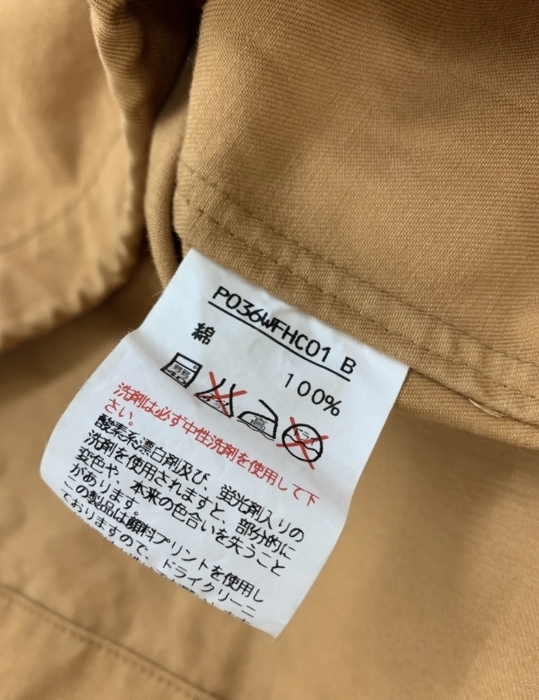 P036WFHC01 B
綿 100%
洗剤は必ず中性洗剤を使用して下
さい。
酸素系漂白剤及び、蛍光剤入りの
洗剤を使用されますと、部分的に
変色や、本来の色合いを失うこと
があります。
この製品は顔料プリントを使用し
ておりますので、ドライクリーニ